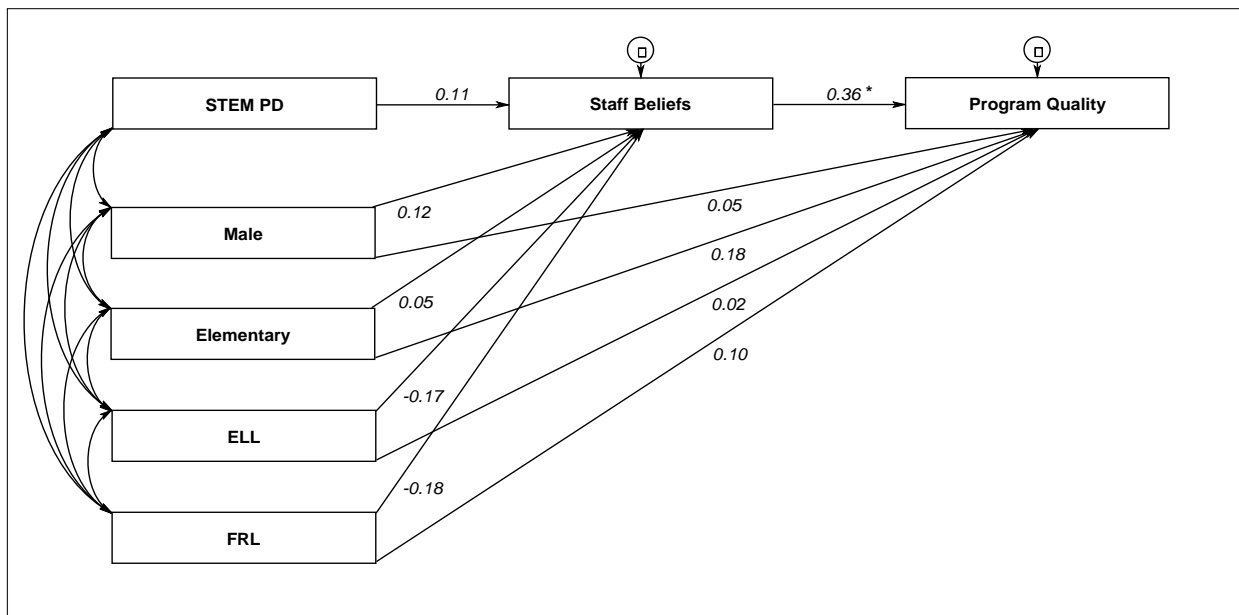 STEM PD
0.11
Staff Beliefs
0.36 *
Program Quality
Male
0.12
0.05
Elementary
0.05
0.18
ELL
-0.17
0.02
FRL
-0.18
0.10